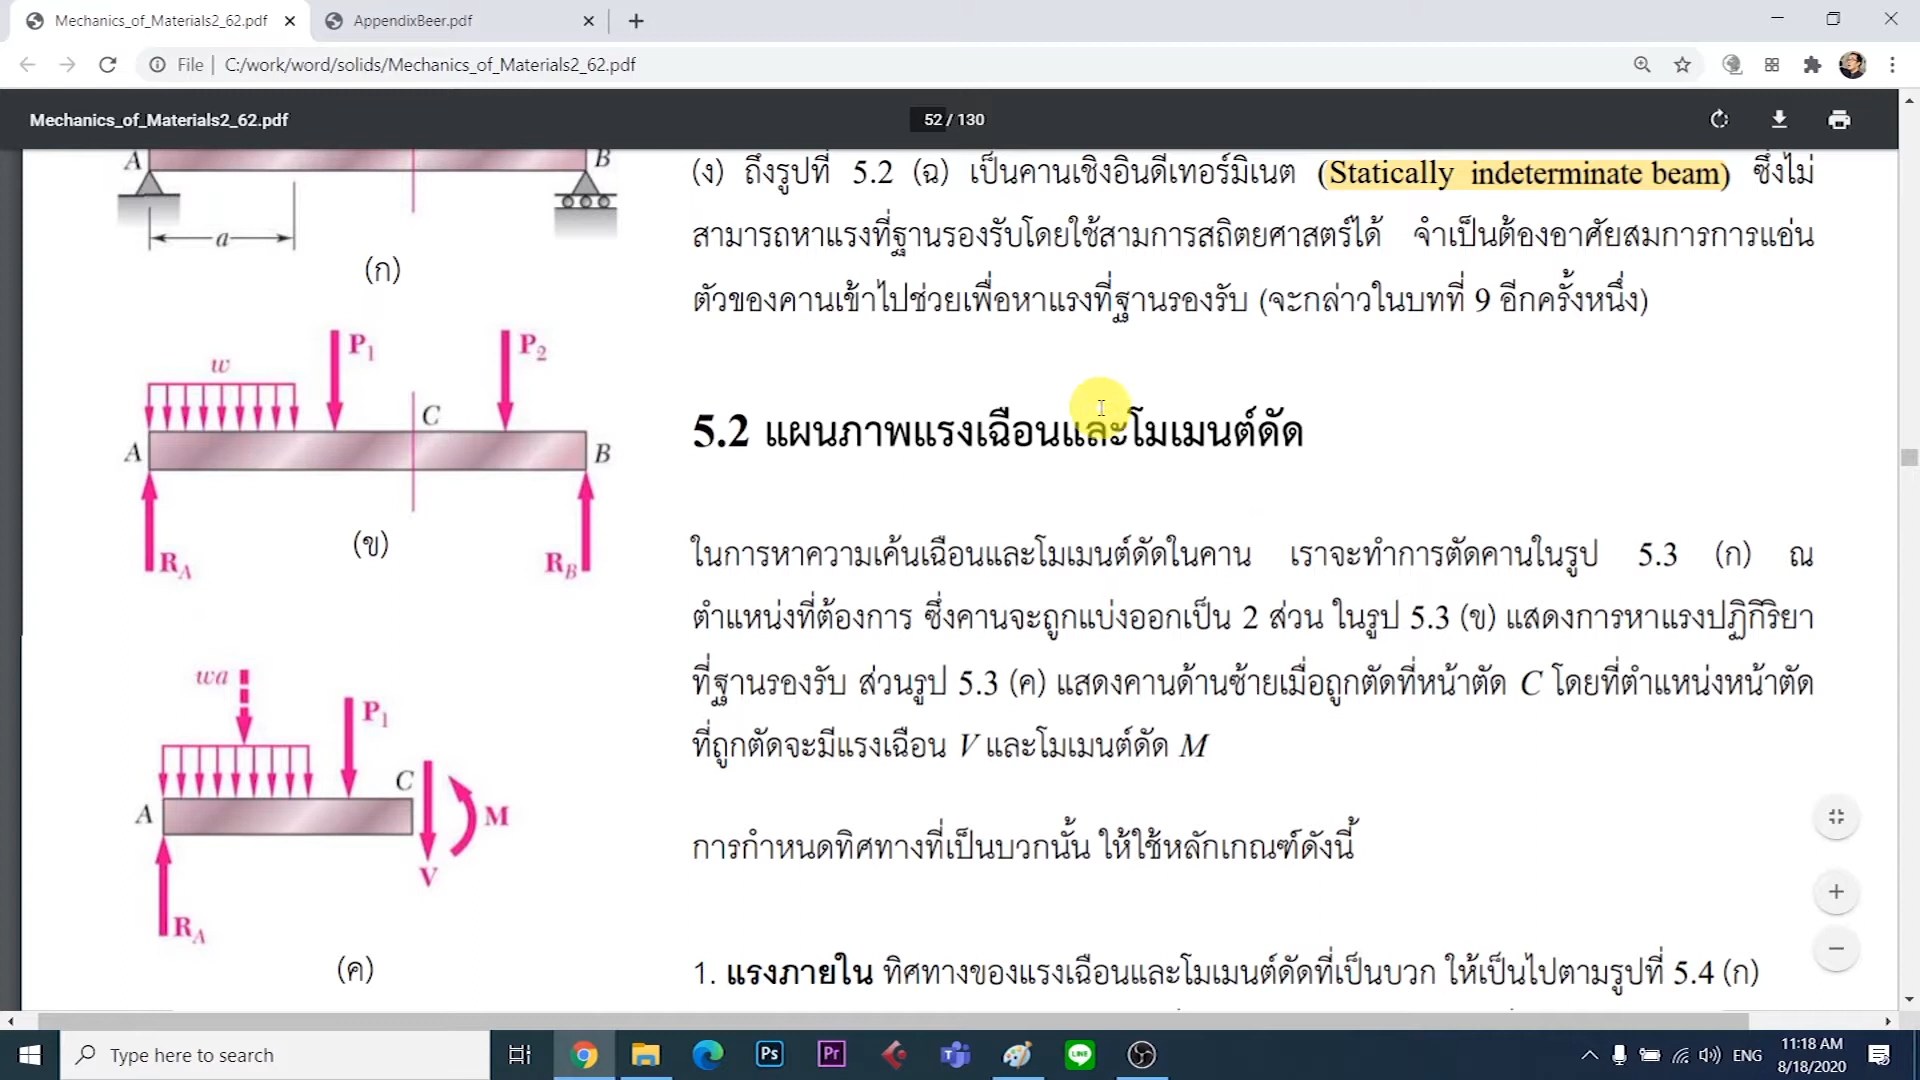 Mechanics_of_Materials2_62.pdf
AppendixBeer.pdf
File | C:/work/word/solids/Mechanics_of_Materials2_62.pdf
Mechanics_of_Materials2_62.pdf
52 / 130
A
B
a
(ก)
w
P1
P2
C
A
B
RA
RB
(ข)
wa
P1
C
A
M
V
RA
(ค)
(ง) ถึงรูปที่ 5.2 (ฉ) เป็นคานเชิงอินดีเทอร์มิเนต (Statically indeterminate beam) ซึ่งไม่
สามารถหาแรงที่ฐานรองรับโดยใช้สามการสถิตยศาสตร์ได้ จำเป็นต้องอาศัยสมการการแอ่น
ตัวของคานเข้าไปช่วยเพื่อหาแรงที่ฐานรองรับ (จะกล่าวในบทที่ 9 อีกครั้งหนึ่ง)
5.2 แผนภาพแรงเฉือนและโมเมนต์ดัด
ในการหาความเค้นเฉือนและโมเมนต์ดัดในคาน เราจะทำการตัดคานในรูป 5.3 (ก) ณ
ตำแหน่งที่ต้องการ ซึ่งคานจะถูกแบ่งออกเป็น 2 ส่วน ในรูป 5.3 (ข) แสดงการหาแรงปฏิกิริยา
ที่ฐานรองรับ ส่วนรูป 5.3 (ค) แสดงคานด้านซ้ายเมื่อถูกตัดที่หน้าตัด C โดยที่ตำแหน่งหน้าตัด
ที่ถูกตัดจะมีแรงเฉือน V และโมเมนต์ดัด M
การกำหนดทิศทางที่เป็นบวกนั้น ให้ใช้หลักเกณฑ์ดังนี้
1. แรงภายใน ทิศทางของแรงเฉือนและโมเมนต์ดัดที่เป็นบวก ให้เป็นไปตามรูปที่ 5.4 (ก)
Type here to search
Ps
Pr
T
LINE
ENG
11:18 AM
8/18/2020